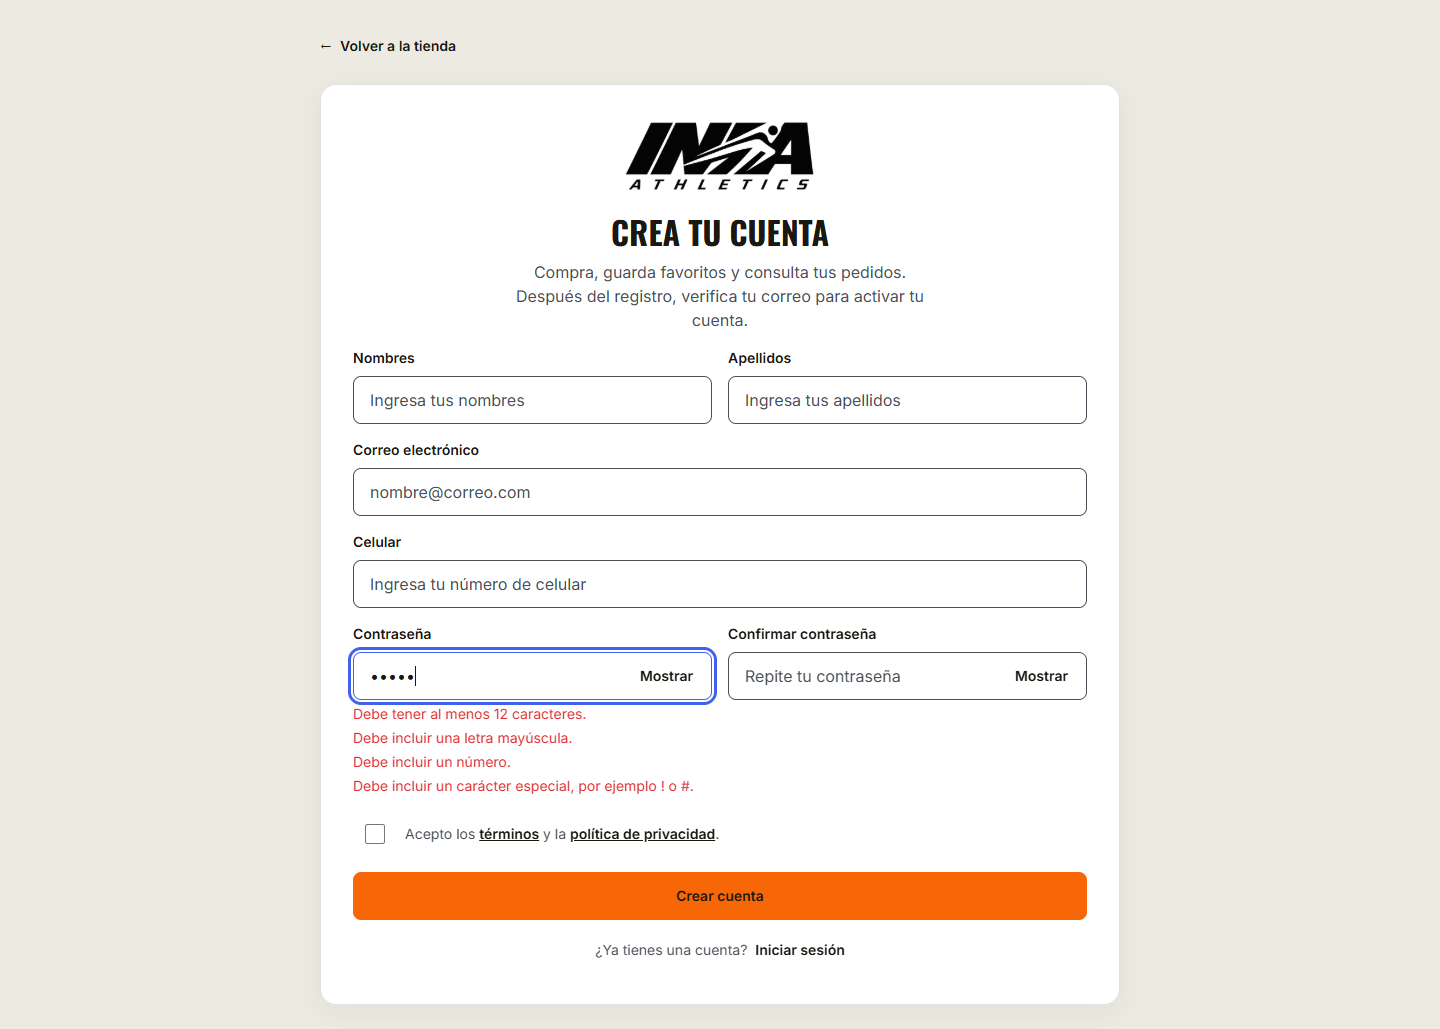 ← Volver a la tienda
INTA
ATHLETICS
CREA TU CUENTA
Compra, guarda favoritos y consulta tus pedidos.
Después del registro, verifica tu correo para activar tu
cuenta.
Nombres
Apellidos
Ingresa tus nombres
Ingresa tus apellidos
Correo electrónico
nombre@correo.com
Celular
Ingresa tu número de celular
Contraseña
Confirmar contraseña
••••• Mostrar
Repite tu contraseña Mostrar
Debe tener al menos 12 caracteres.
Debe incluir una letra mayúscula.
Debe incluir un número.
Debe incluir un carácter especial, por ejemplo ! o #.
Acepto los términos y la política de privacidad.
Crear cuenta
¿Ya tienes una cuenta? Iniciar sesión